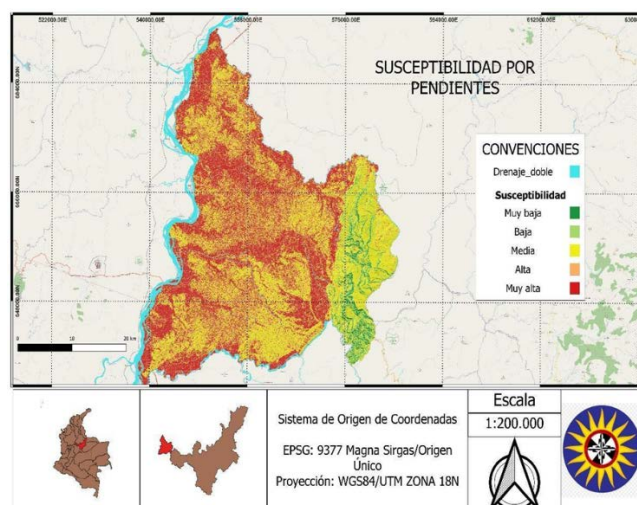 SUSCEPTIBILIDAD POR
PENDIENTES
CONVENCIONES
Drenaje_doble
Susceptibilidad
Muy baja
Baja
Media
Alta
Muy alta
Sistema de Origen de Coordenadas
EPSG: 9377 Magna Sirgas/Origen
Único
Proyección: WGS84/UTM ZONA 18N
Escala
1:200.000